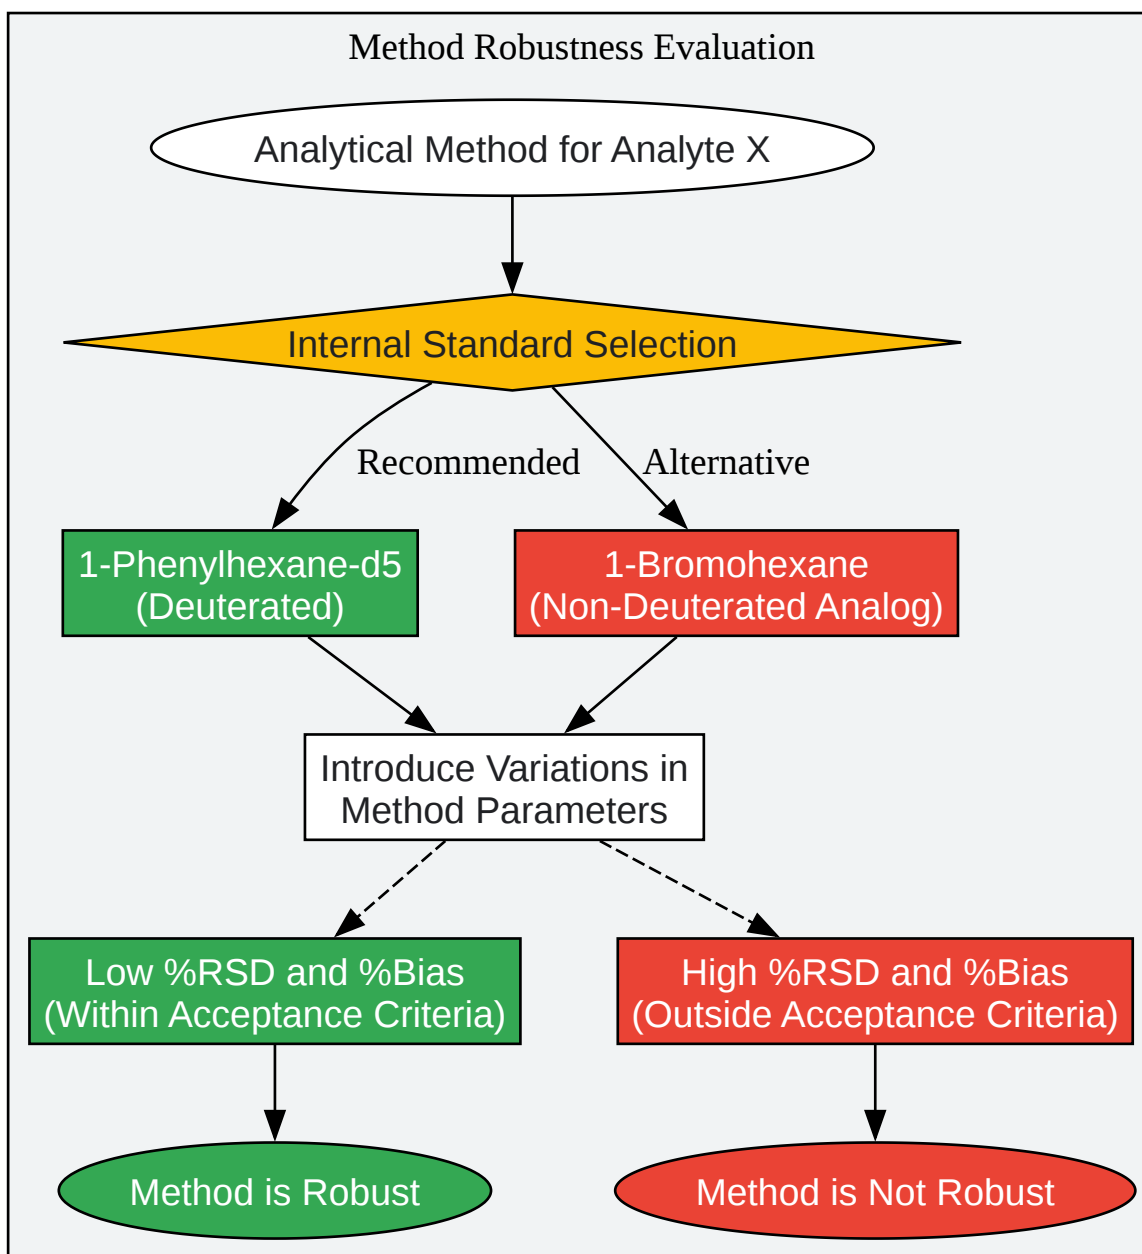 Method Robustness Evaluation
Analytical Method for Analyte X
Internal Standard Selection
Recommended
Alternative
1-Phenylhexane-d5
(Deuterated)
1-Bromohexane
(Non-Deuterated Analog)
Introduce Variations in
Method Parameters
Low %RSD and %Bias
(Within Acceptance Criteria)
High %RSD and %Bias
(Outside Acceptance Criteria)
Method is Robust
Method is Not Robust